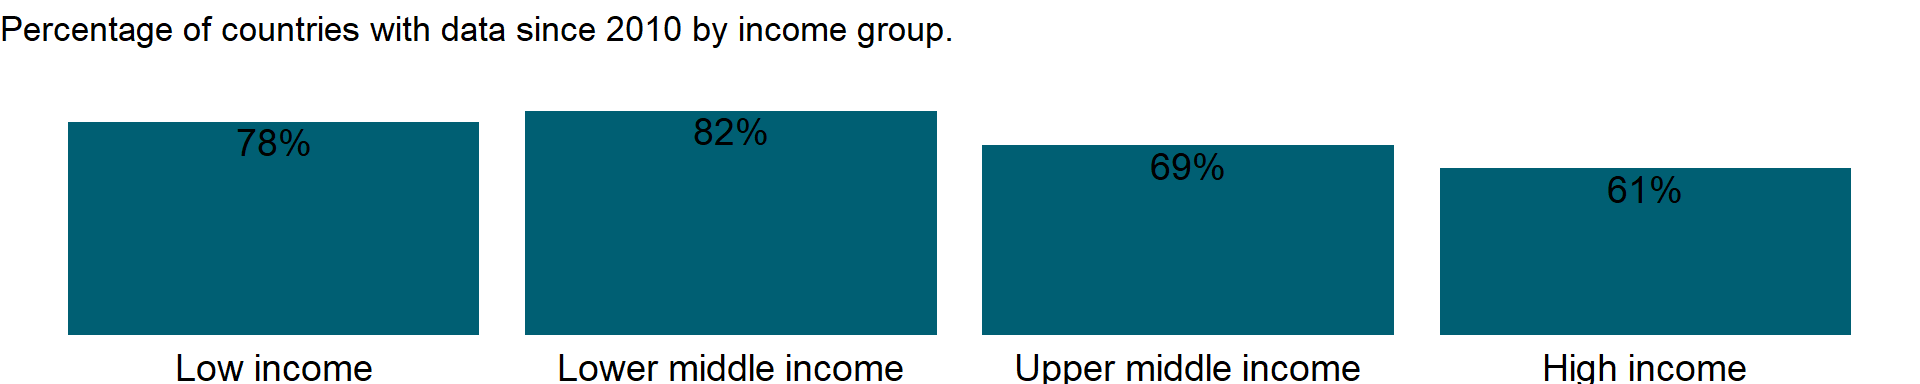 Percentage of countries with data since 2010 by income group.
78%
82%
69%
61%
Low income
Lower middle income
Upper middle income
High income